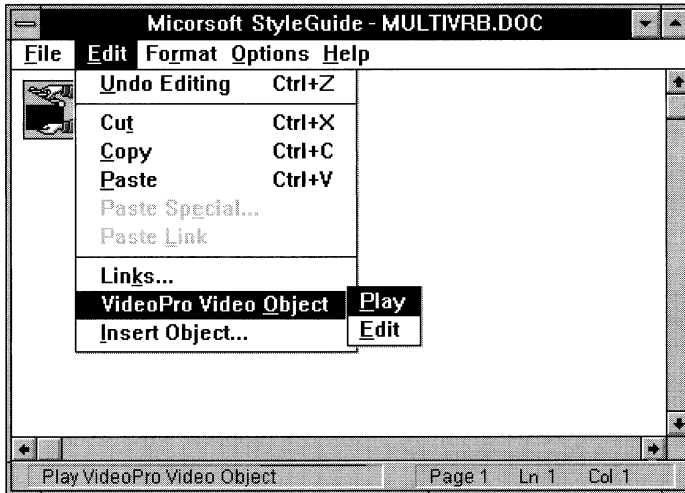 Micorsoft StyleGuide - MULTIVRB.DOC
File Edit Format Options Help
Undo Editing Ctrl+Z
Cut Ctrl+X
Copy Ctrl+C
Paste Ctrl+V
Paste Special...
Paste Link
Links...
VideoPro Video Object Play
Insert Object... Edit
Play VideoPro Video Object Page 1 Ln 1 Col 1